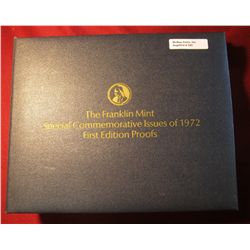 The Franklin Mint
Special Commemorative Issues of 1972
First Edition Proofs